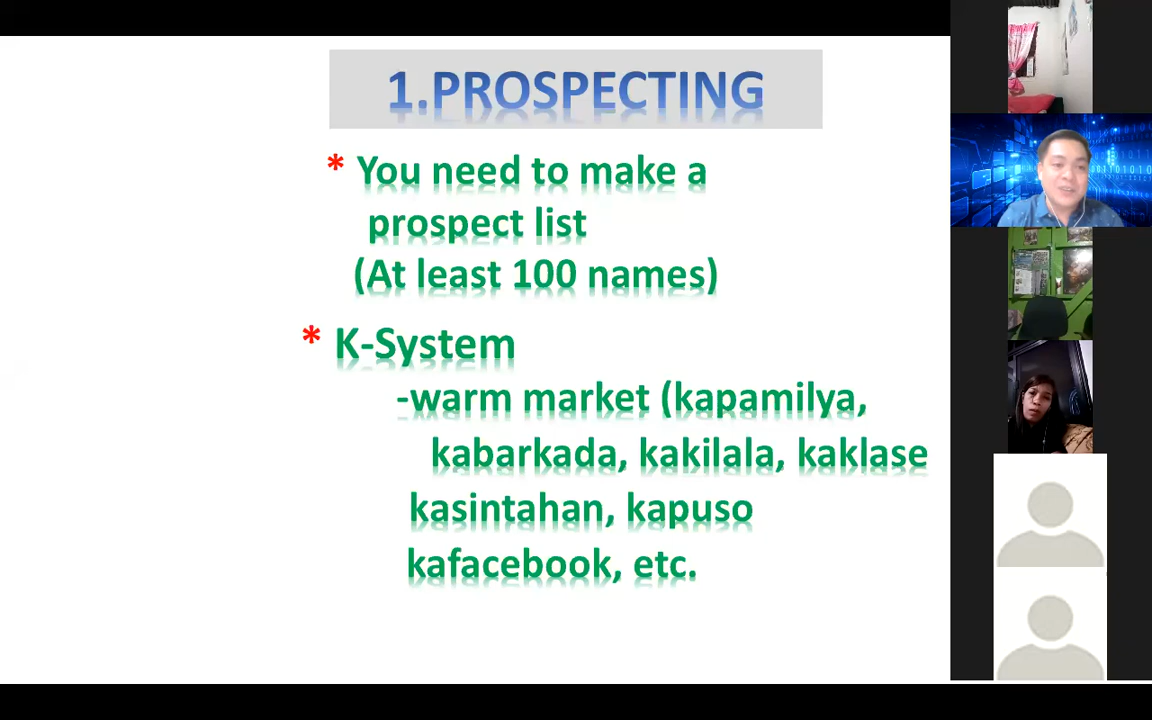 1.PROSPECTING
* You need to make a
prospect list
(At least 100 names)
* K-System
-warm market (kapamilya,
kabarkada, kakilala, kaklase
kasintahan, kapuso
kafacebook, etc.